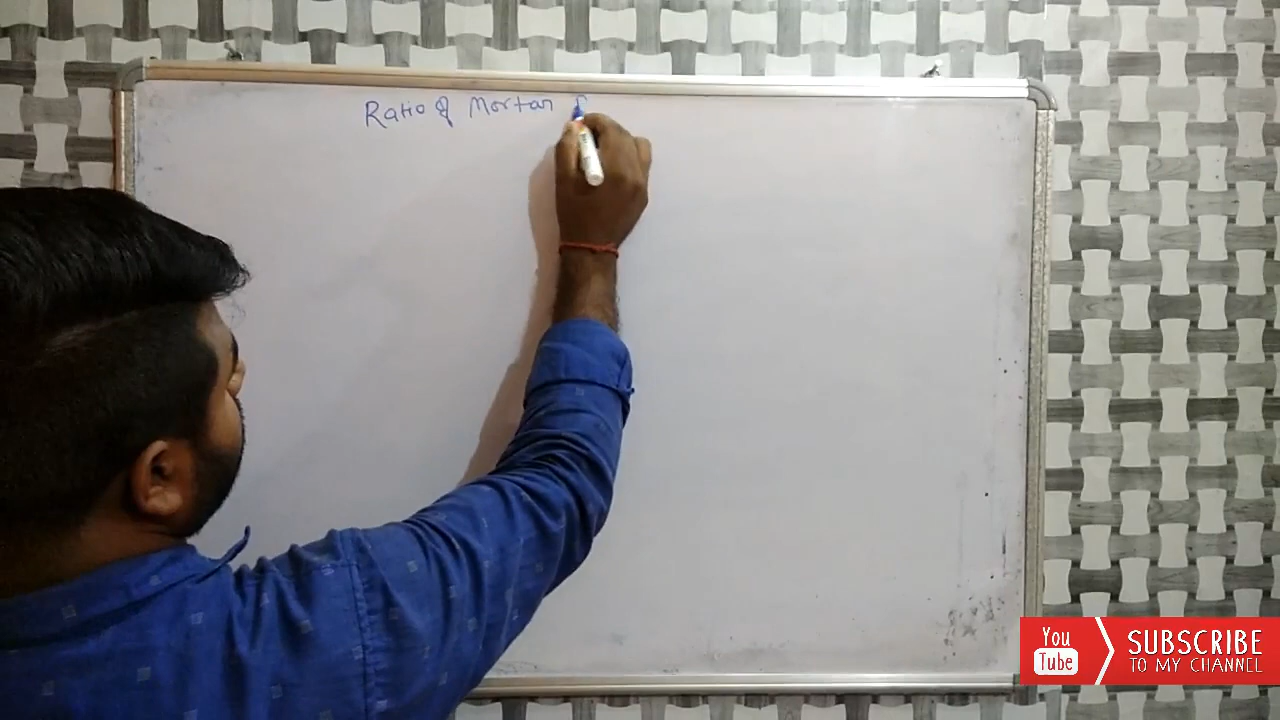 Ratio of Mortar
You
Tube
SUBSCRIBE
TO MY CHANNEL